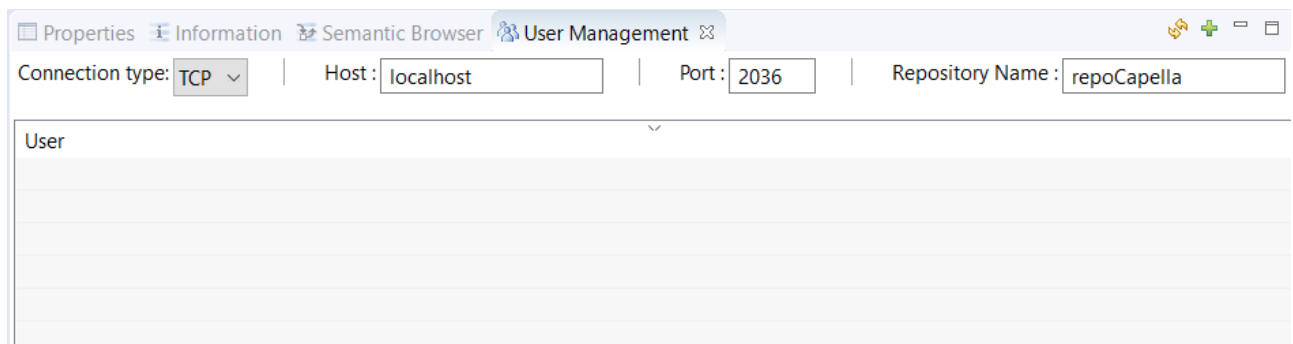 Properties Information Semantic Browser User Management
Connection type: TCP Host : localhost Port : 2036 Repository Name : repoCapella
User